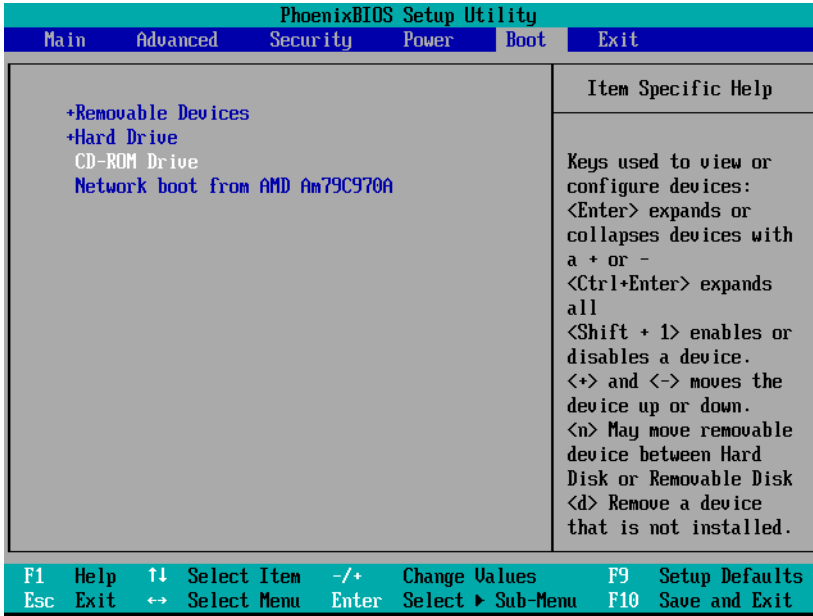 PhoenixBIOS Setup Utility
Main Advanced Security Power Boot Exit
+Removable Devices
+Hard Drive
CD-ROM Drive
Network boot from AMD Am79C970A
Item Specific Help
Keys used to view or
configure devices:
<Enter> expands or
collapses devices with
a + or -
<Ctrl+Enter> expands
all
<Shift + 1> enables or
disables a device.
<+> and <-> moves the
device up or down.
<n> May move removable
device between Hard
Disk or Removable Disk
<d> Remove a device
that is not installed.
F1 Help ↑↓ Select Item -/+ Change Values F9 Setup Defaults
Esc Exit ↔ Select Menu Enter Select ▶ Sub-Menu F10 Save and Exit